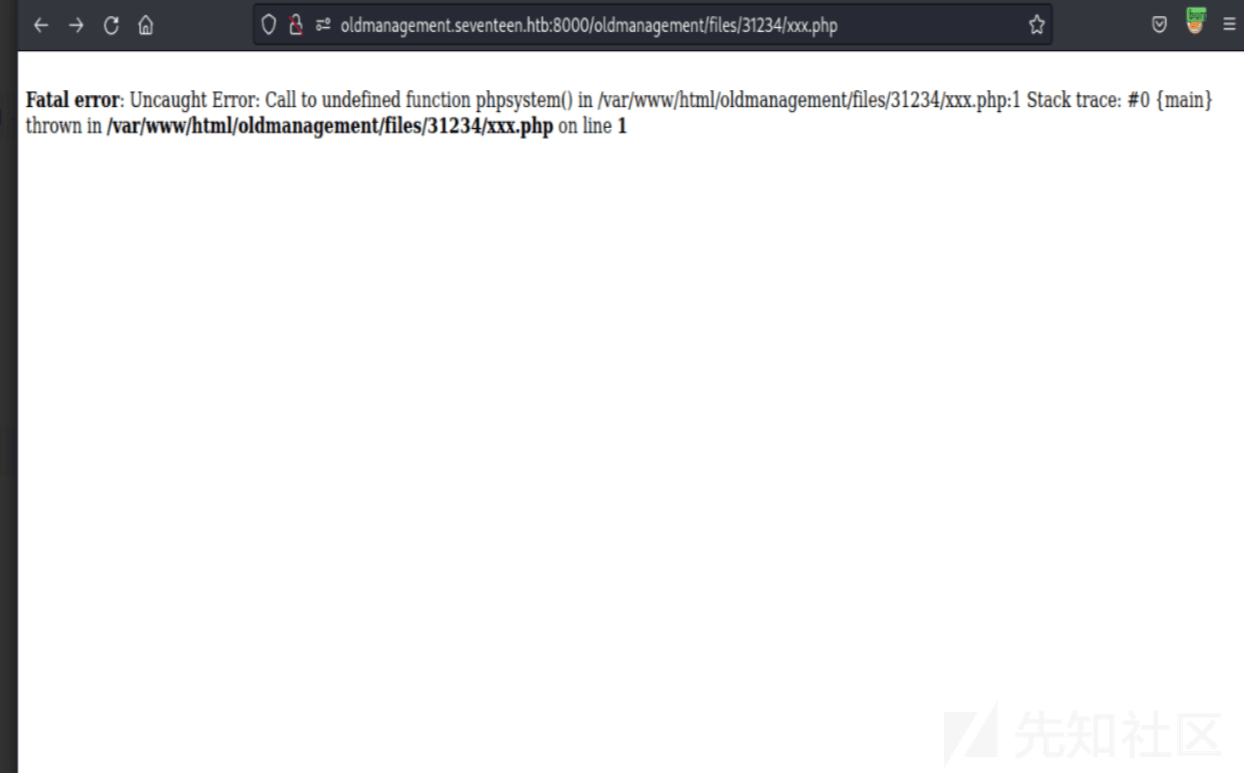 oldmanagement.seventeen.htb:8000/oldmanagement/files/31234/xxx.php
Fatal error: Uncaught Error: Call to undefined function phpsystem() in /var/www/html/oldmanagement/files/31234/xxx.php:1 Stack trace: #0 {main}
thrown in /var/www/html/oldmanagement/files/31234/xxx.php on line 1
先知社区